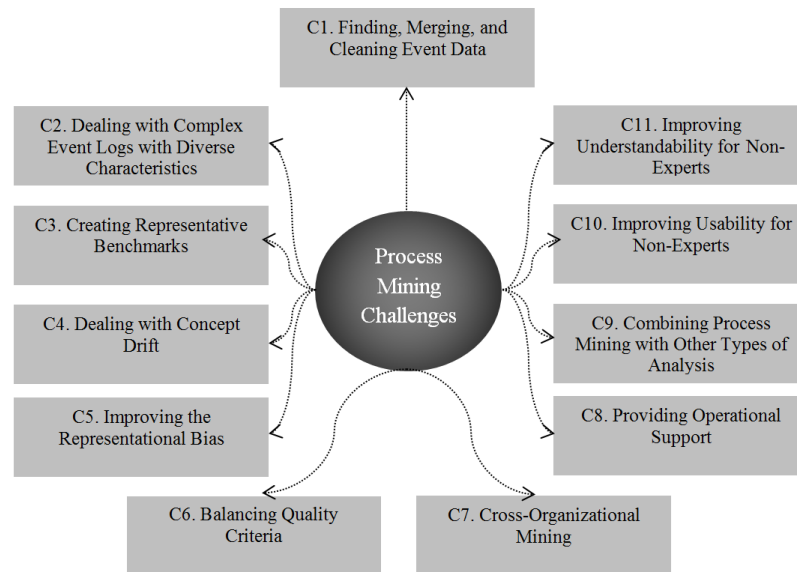 C1. Finding, Merging, and
Cleaning Event Data
C2. Dealing with Complex
Event Logs with Diverse
Characteristics
C3. Creating Representative
Benchmarks
C4. Dealing with Concept
Drift
C5. Improving the
Representational Bias
C6. Balancing Quality
Criteria
C7. Cross-Organizational
Mining
C8. Providing Operational
Support
C9. Combining Process
Mining with Other Types of
Analysis
C10. Improving Usability for
Non-Experts
C11. Improving
Understandability for Non-
Experts
Process
Mining
Challenges